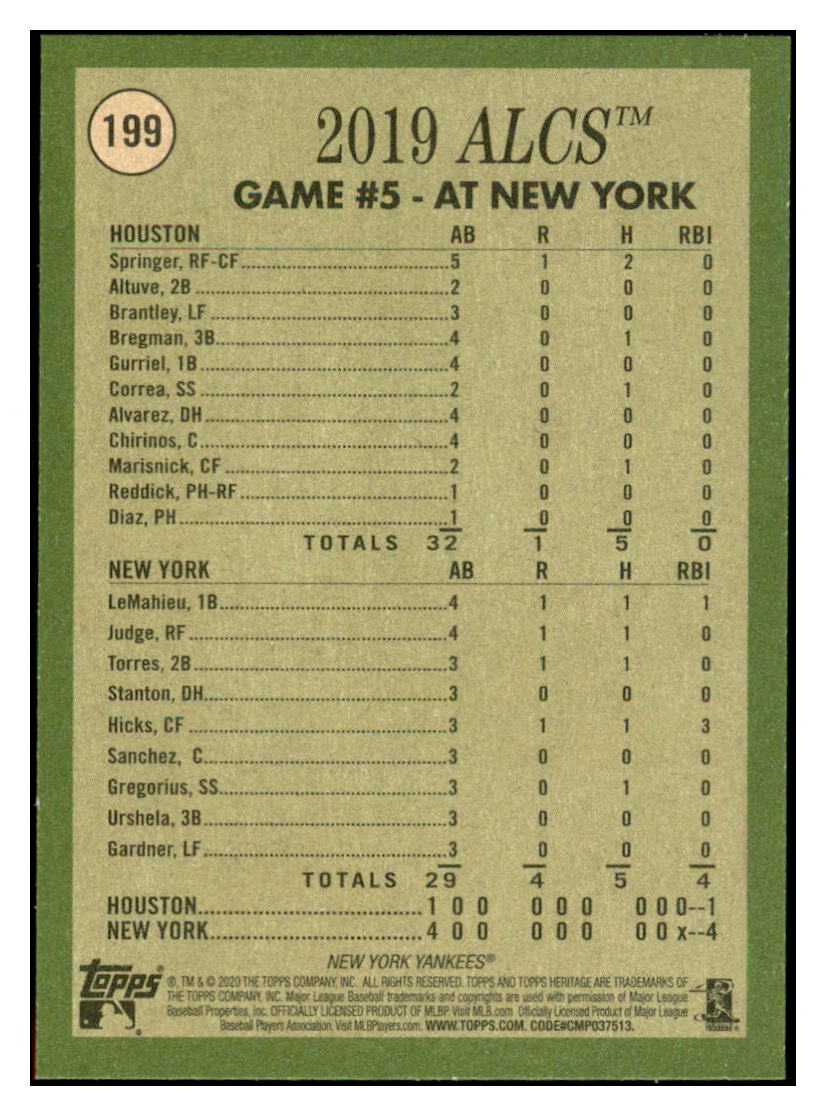 199
2019 ALCS™
GAME #5 - AT NEW YORK
HOUSTON AB R H RBI
Springer, RF-CF 5 1 2 0
Altuve, 2B 2 0 0 0
Brantley, LF 3 0 0 0
Bregman, 3B 4 0 1 0
Gurriel, 1B 4 0 0 0
Correa, SS 2 0 1 0
Alvarez, DH 4 0 0 0
Chirinos, C 4 0 0 0
Marisnick, CF 2 0 1 0
Reddick, PH-RF 1 0 0 0
Diaz, PH 1 0 0 0
TOTALS 32 1 5 0
NEW YORK AB R H RBI
LeMahieu, 1B 4 1 1 1
Judge, RF 4 1 1 0
Torres, 2B 3 1 1 0
Stanton, DH 3 0 0 0
Hicks, CF 3 1 1 3
Sanchez, C 3 0 0 0
Gregorius, SS 3 0 1 0
Urshela, 3B 3 0 0 0
Gardner, LF 3 0 0 0
TOTALS 29 4 5 4
HOUSTON 1 0 0 0 0 0 0 0 0--1
NEW YORK 4 0 0 0 0 0 0 0 x--4
NEW YORK YANKEES®
topps
®, TM & © 2020 THE TOPPS COMPANY, INC. ALL RIGHTS RESERVED. TOPPS AND TOPPS HERITAGE ARE TRADEMARKS OF
THE TOPPS COMPANY, INC. Major League Baseball trademarks and copyrights are used with permission of Major League
Baseball Properties, Inc. OFFICIALLY LICENSED PRODUCT OF MLBP. Visit MLB.com Officially Licensed Product of Major League
Baseball Players Association. Visit MLBPlayers.com. WWW.TOPPS.COM. CODE#CMP037513.